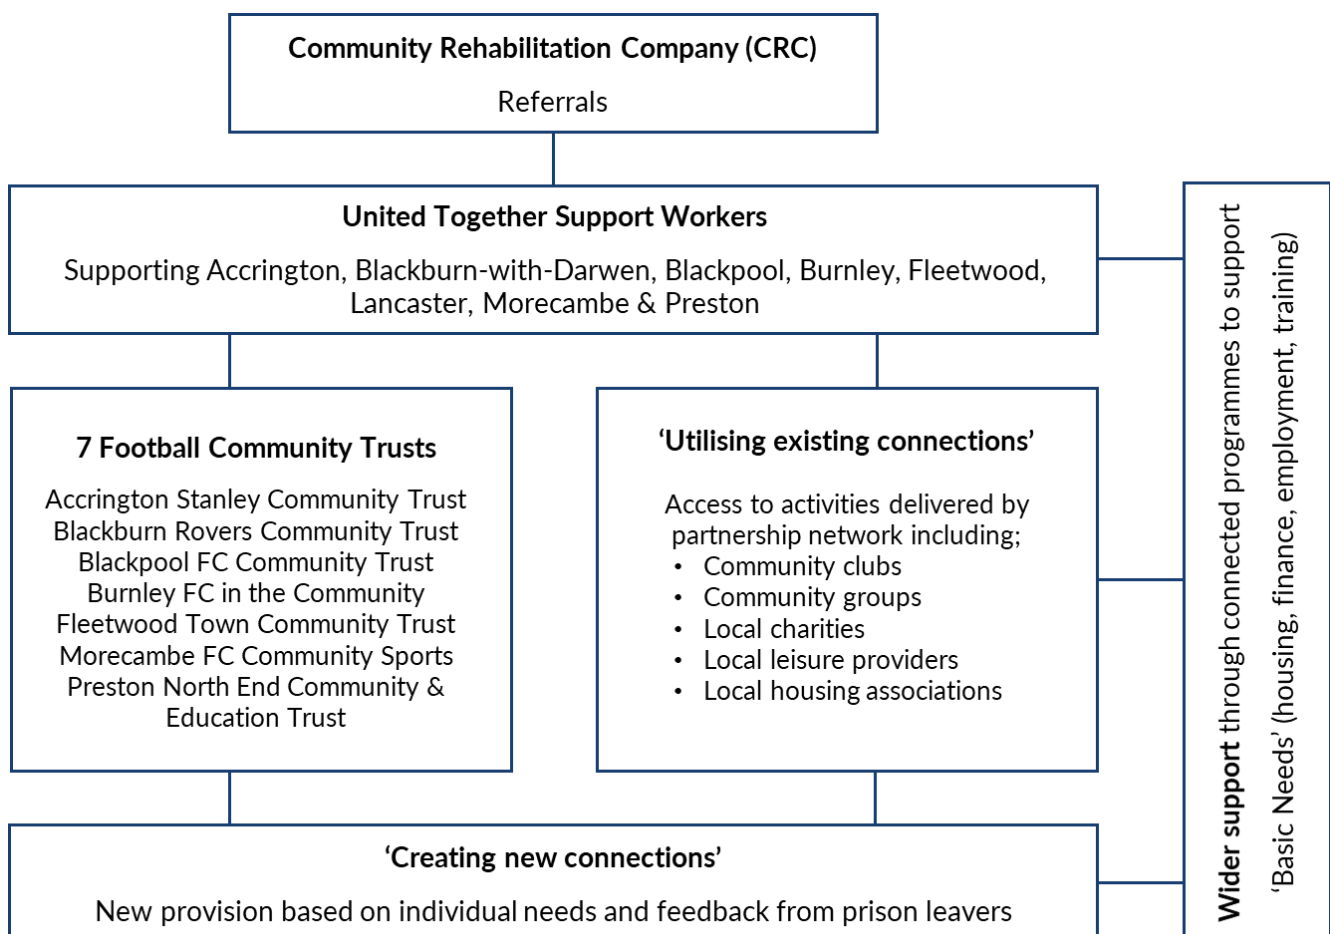 Community Rehabilitation Company (CRC)
Referrals
United Together Support Workers
Supporting Accrington, Blackburn-with-Darwen, Blackpool, Burnley, Fleetwood,
Lancaster, Morecambe & Preston
7 Football Community Trusts
Accrington Stanley Community Trust
Blackburn Rovers Community Trust
Blackpool FC Community Trust
Burnley FC in the Community
Fleetwood Town Community Trust
Morecambe FC Community Sports
Preston North End Community &
Education Trust
‘Utilising existing connections’
Access to activities delivered by
partnership network including;
• Community clubs
• Community groups
• Local charities
• Local leisure providers
• Local housing associations
‘Creating new connections’
New provision based on individual needs and feedback from prison leavers
Wider support through connected programmes to support
‘Basic Needs’ (housing, finance, employment, training)